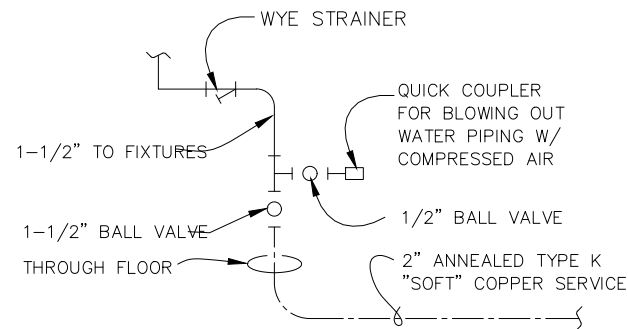 WYE STRAINER
QUICK COUPLER
FOR BLOWING OUT
WATER PIPING W/
COMPRESSED AIR
1-1/2" TO FIXTURES
1/2" BALL VALVE
1-1/2" BALL VALVE
THROUGH FLOOR
2" ANNEALED TYPE K
"SOFT" COPPER SERVICE